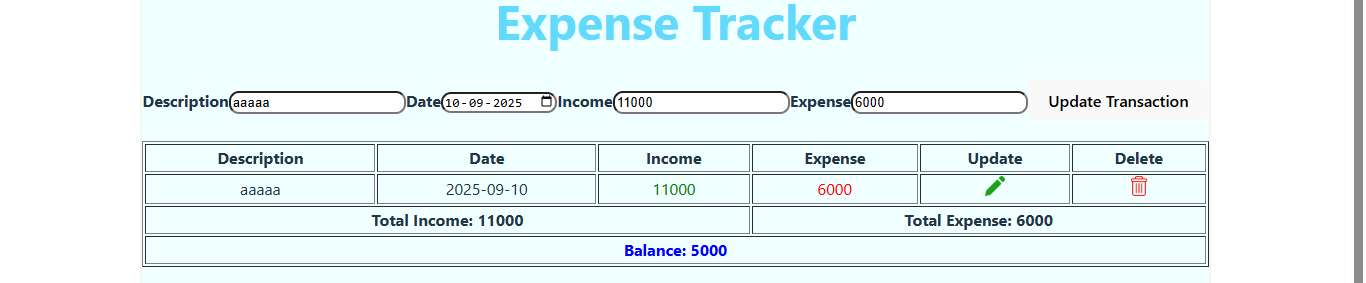 Expense Tracker
Description aaaaa Date 10-09-2025 Income 11000 Expense 6000 Update Transaction
Description Date Income Expense Update Delete
aaaaa 2025-09-10 11000 6000
Total Income: 11000 Total Expense: 6000
Balance: 5000